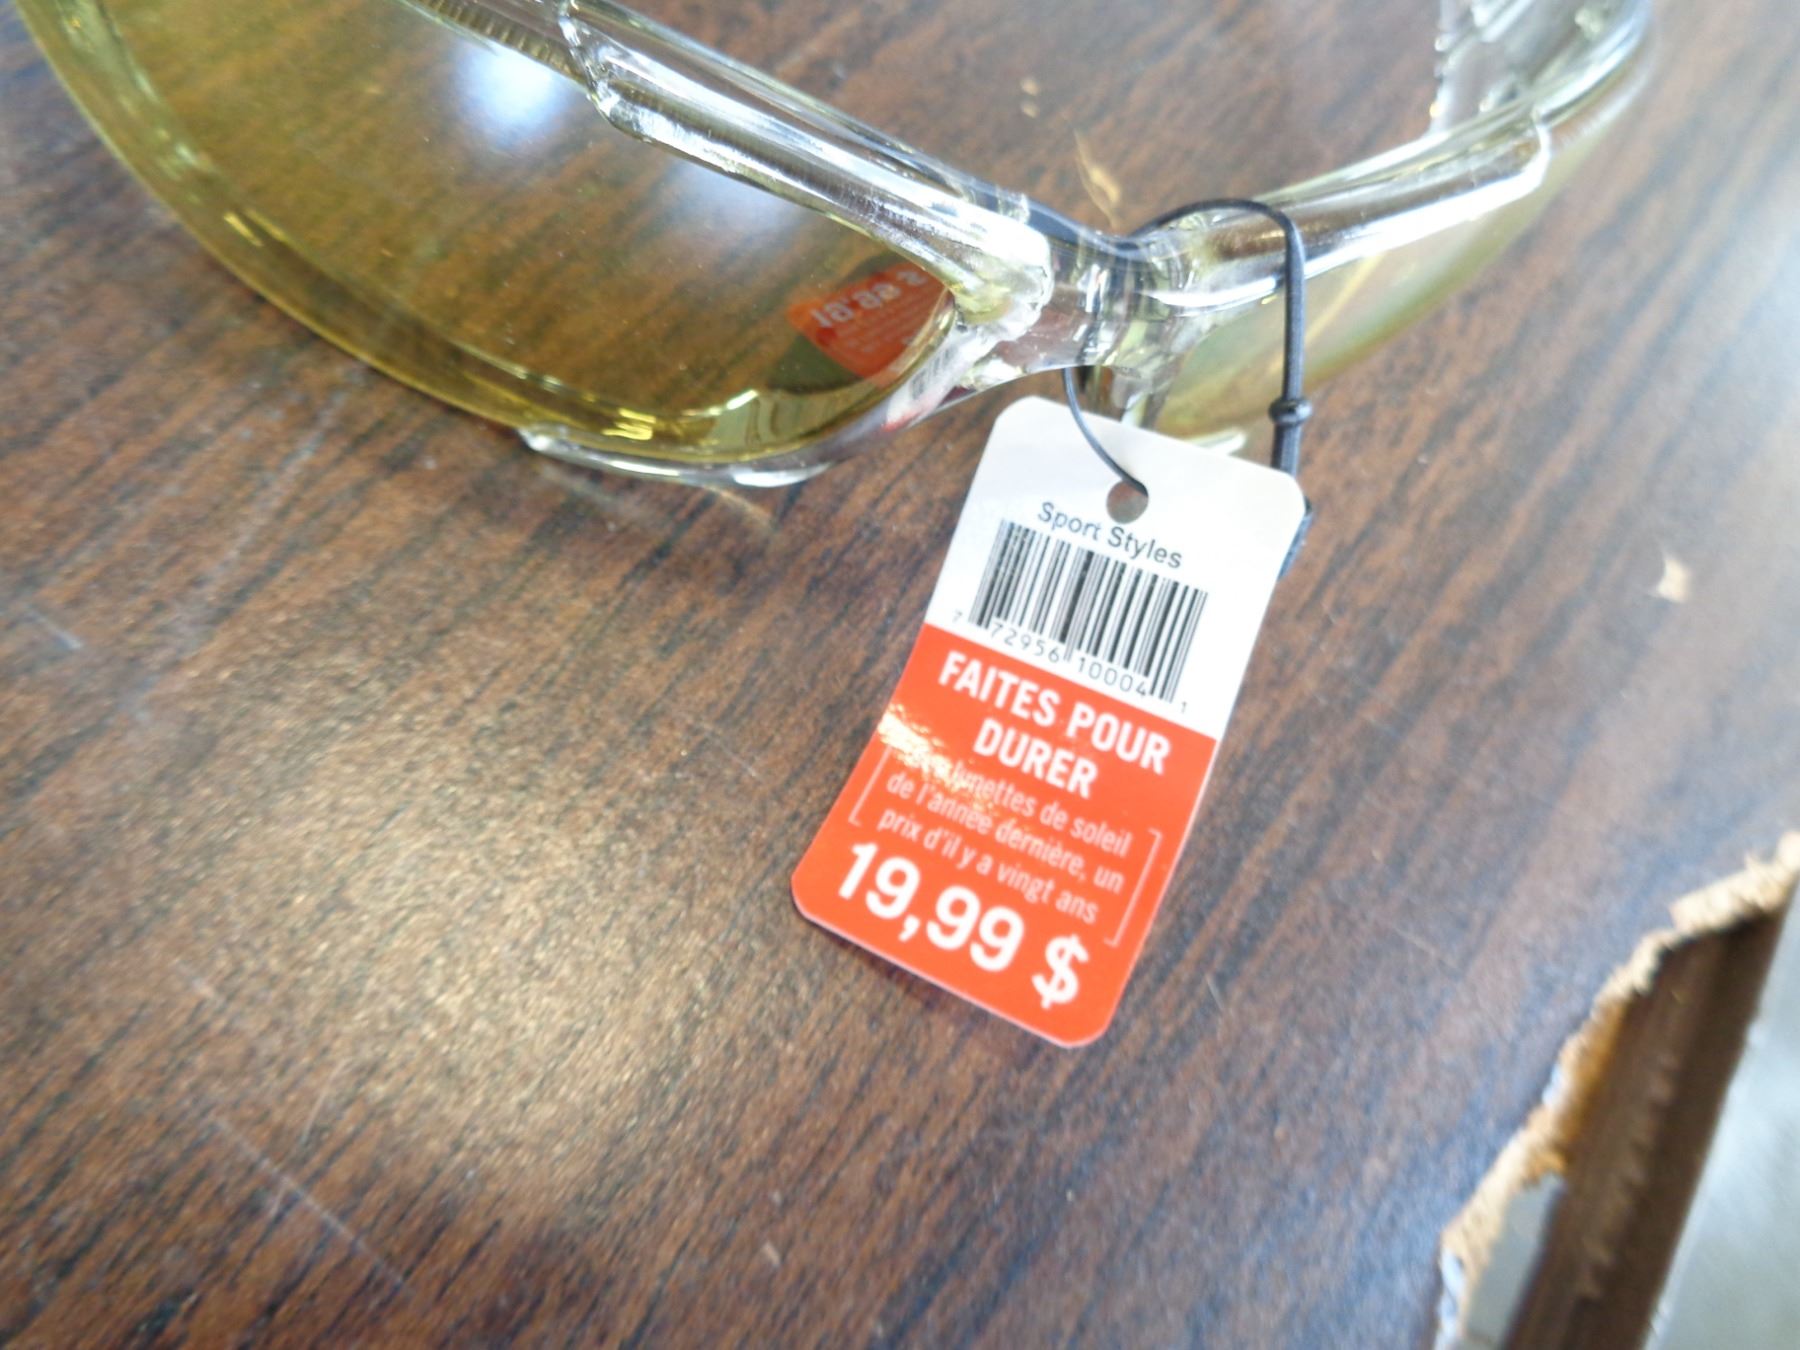 Sport Styles
7 72956 10004 1
FAITES POUR
DURER
lunettes de soleil
de l'année dernière, un
prix d'il y a vingt ans
19,99 $